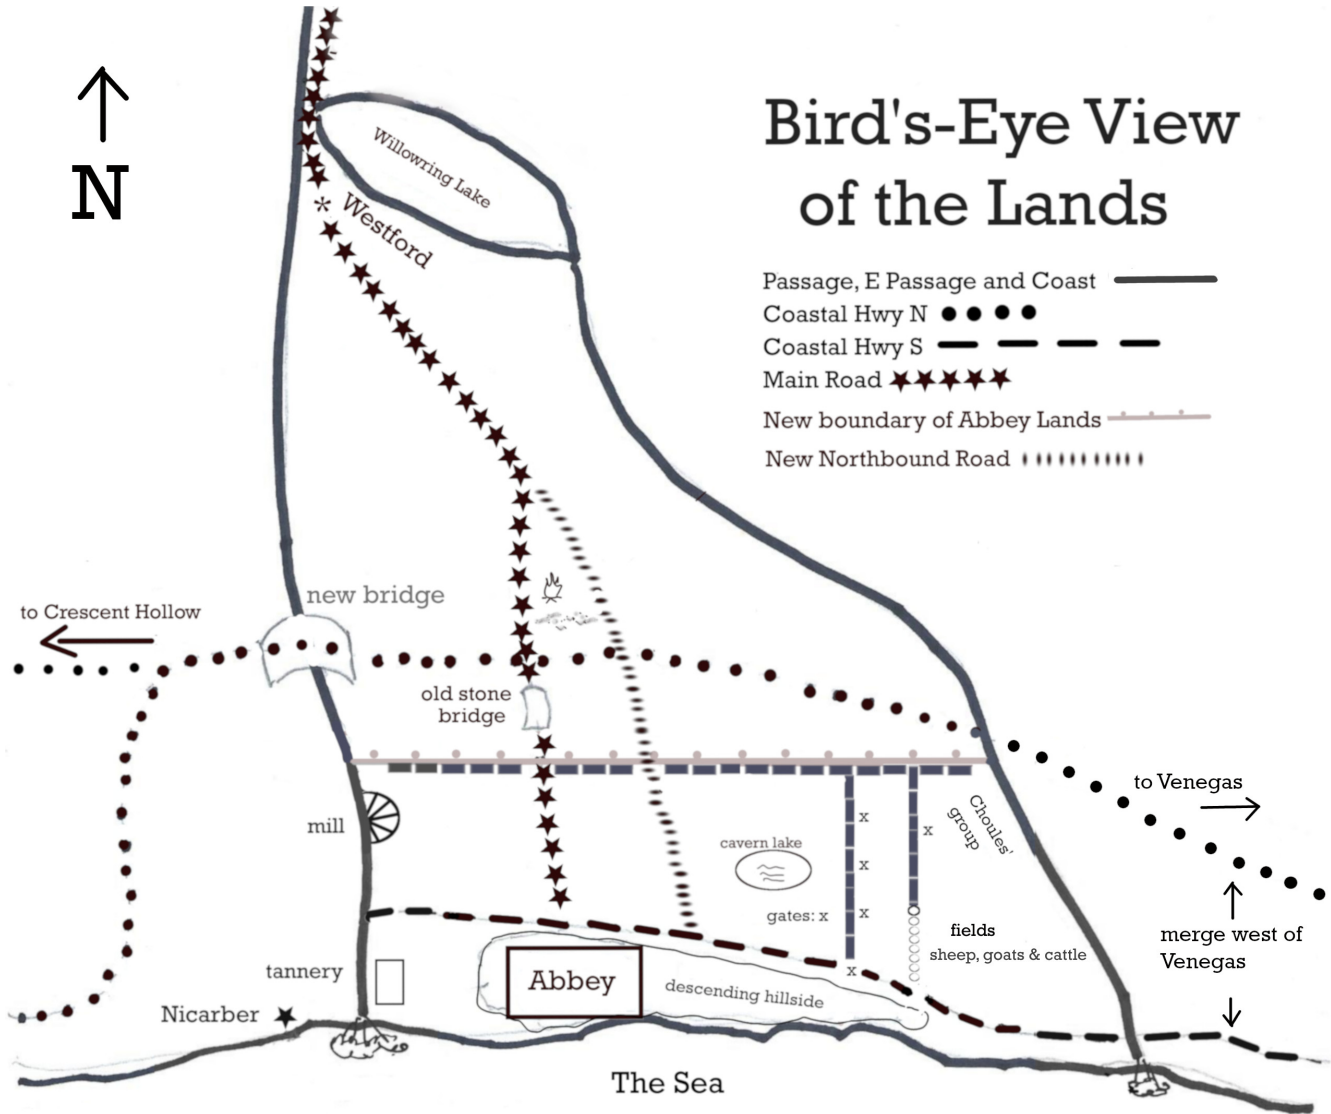 Bird's-Eye View
of the Lands
N
Willowring Lake
* Westford
Passage, E Passage and Coast
Coastal Hwy N
Coastal Hwy S
Main Road
New boundary of Abbey Lands
New Northbound Road
new bridge
to Crescent Hollow
old stone
bridge
to Venegas
mill
Choules'
group
cavern lake
x
x
x
gates: x
x
x
fields
sheep, goats & cattle
merge west of
Venegas
tannery
Abbey
descending hillside
Nicarber
The Sea